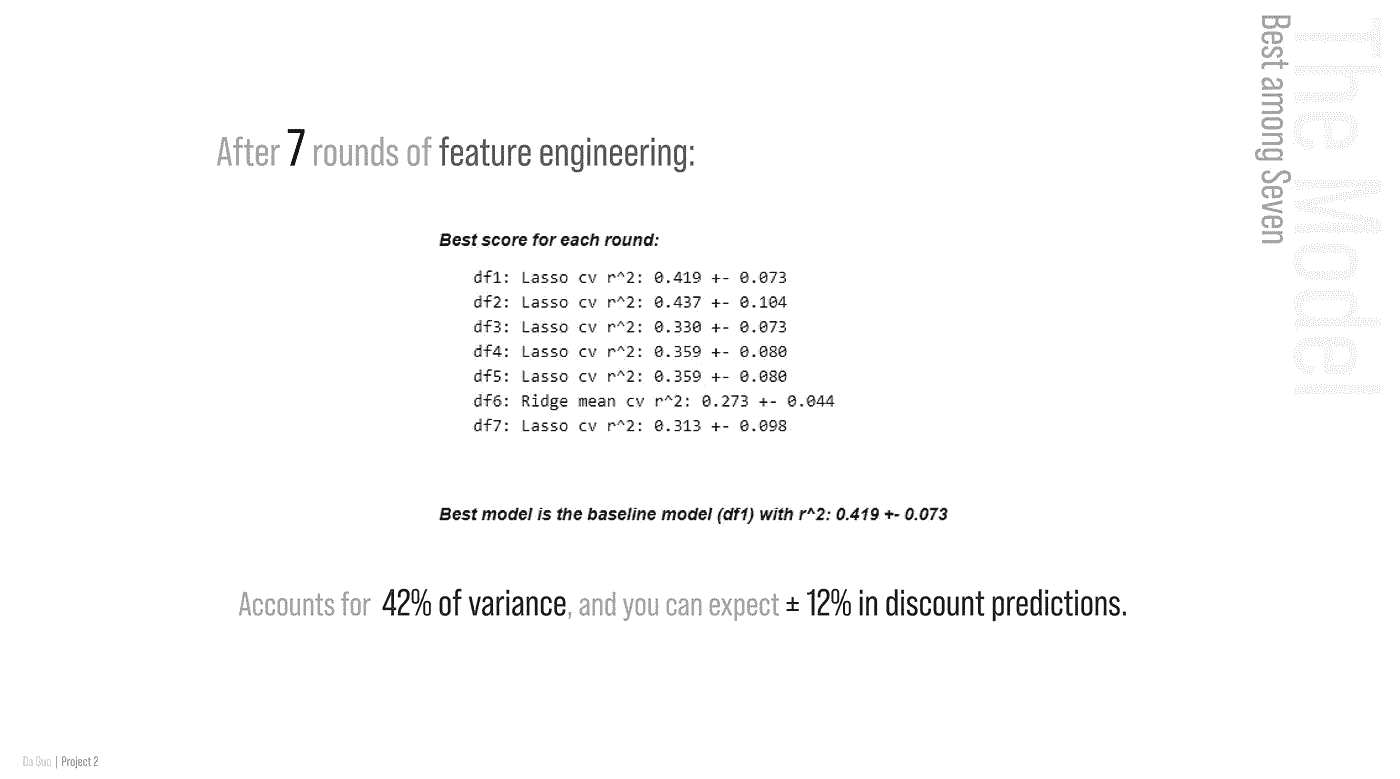 The Model
Best among Seven
After 7 rounds of feature engineering:
Best score for each round:
df1: Lasso cv r^2: 0.419 +- 0.073
df2: Lasso cv r^2: 0.437 +- 0.104
df3: Lasso cv r^2: 0.330 +- 0.073
df4: Lasso cv r^2: 0.359 +- 0.080
df5: Lasso cv r^2: 0.359 +- 0.080
df6: Ridge mean cv r^2: 0.273 +- 0.044
df7: Lasso cv r^2: 0.313 +- 0.098
Best model is the baseline model (df1) with r^2: 0.419 +- 0.073
Accounts for 42% of variance, and you can expect ± 12% in discount predictions.
Da Guo | Project 2